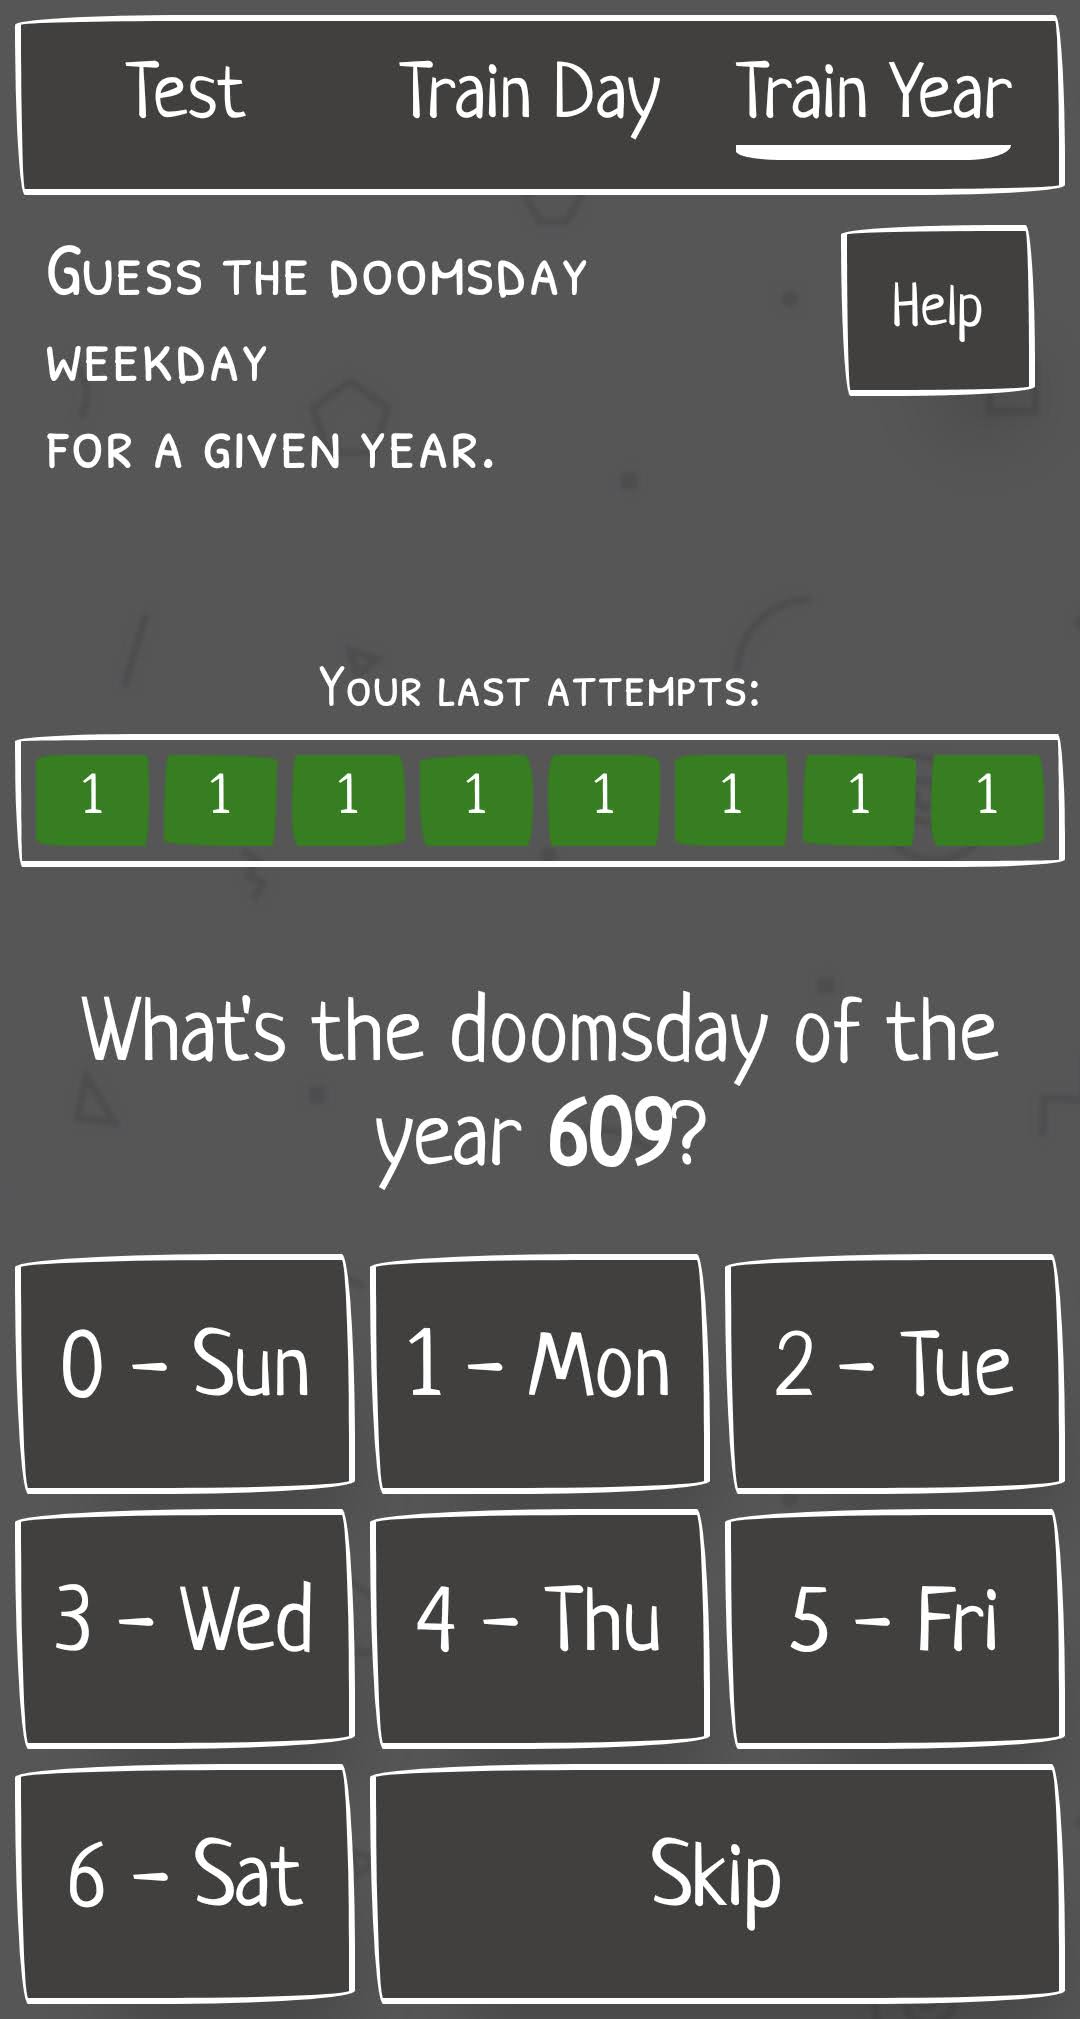 Test Train Day Train Year
Guess the doomsday
weekday
for a given year.
Help
Your last attempts:
1 1 1 1 1 1 1 1
What's the doomsday of the
year 609?
0 - Sun 1 - Mon 2 - Tue
3 - Wed 4 - Thu 5 - Fri
6 - Sat Skip